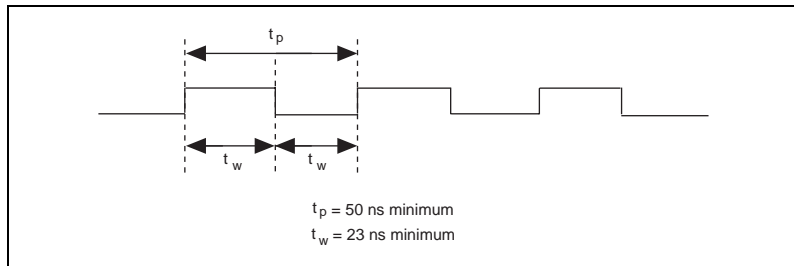 t p
t w t w
t p = 50 ns minimum
t w = 23 ns minimum